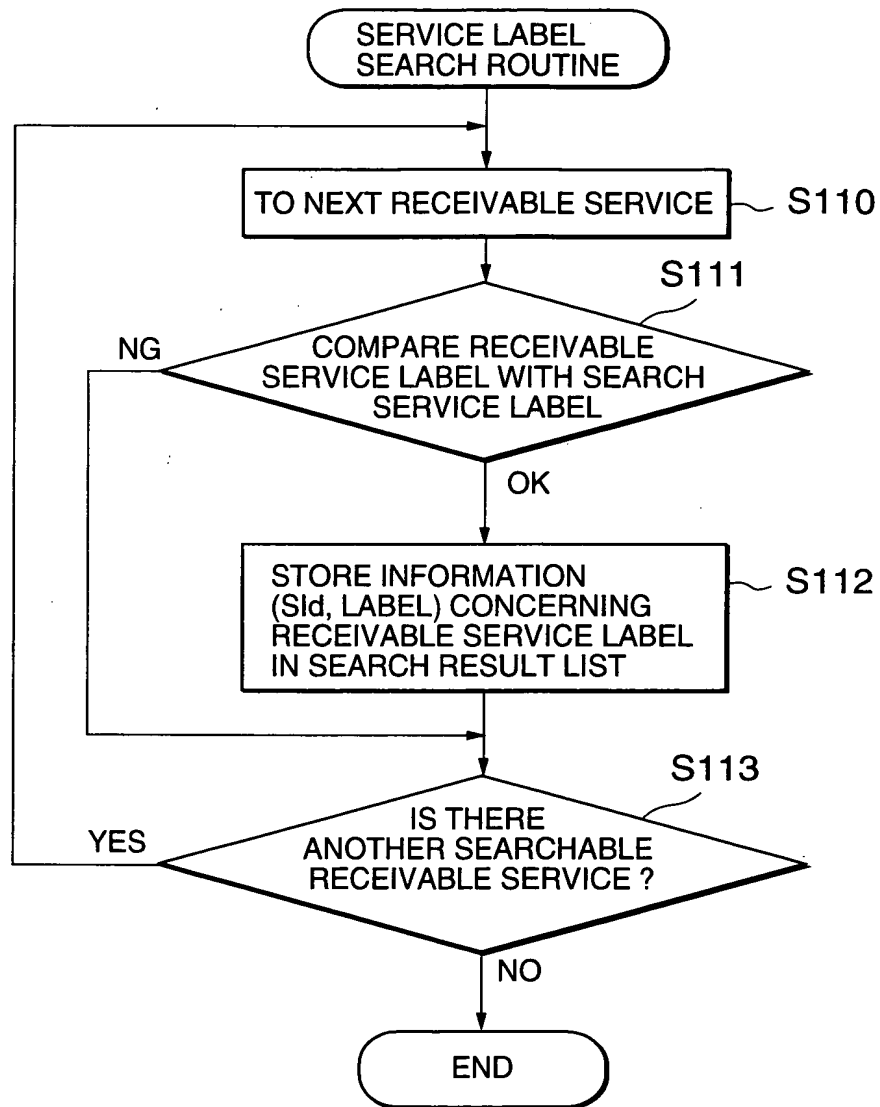 SERVICE LABEL
SEARCH ROUTINE
TO NEXT RECEIVABLE SERVICE
S110
S111
NG
COMPARE RECEIVABLE
SERVICE LABEL WITH SEARCH
SERVICE LABEL
OK
STORE INFORMATION
(SId, LABEL) CONCERNING
RECEIVABLE SERVICE LABEL
IN SEARCH RESULT LIST
S112
S113
YES
IS THERE
ANOTHER SEARCHABLE
RECEIVABLE SERVICE ?
NO
END